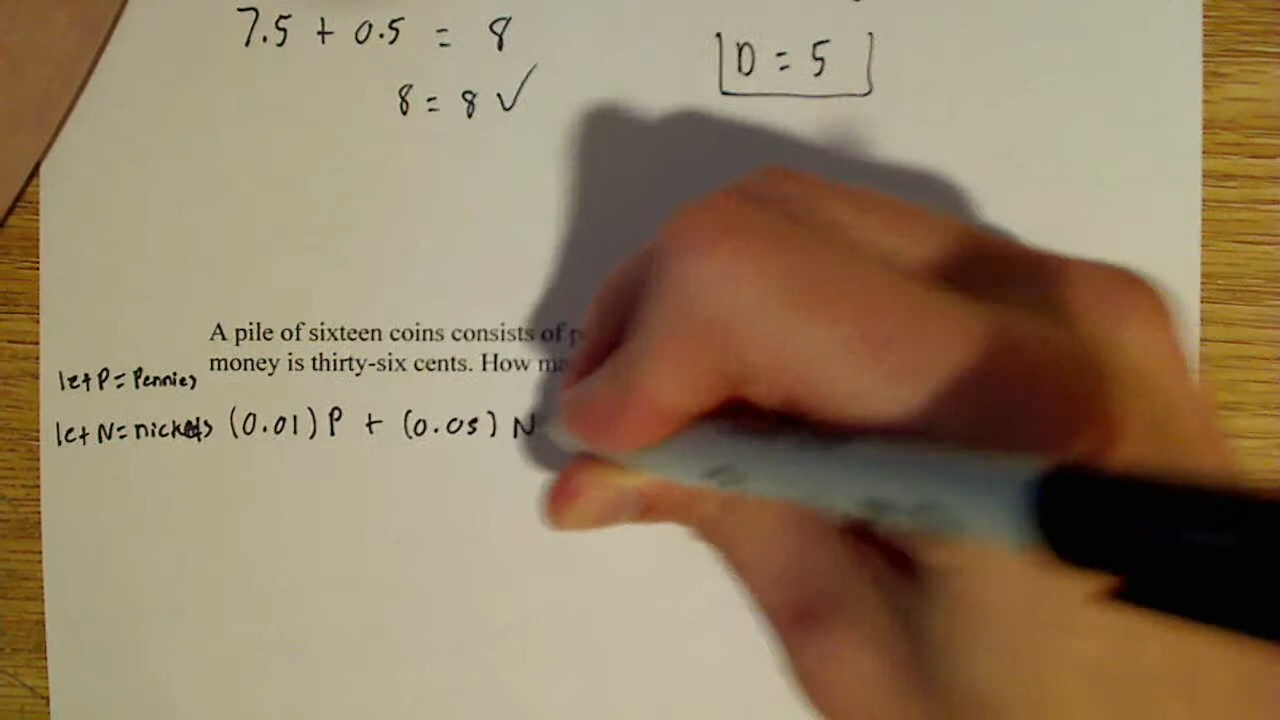 7.5 + 0.5 = 8
8 = 8 ✓
D = 5
A pile of sixteen coins consists of
money is thirty-six cents. How
let P = Pennies
let N = nickels (0.01) P + (0.05) N